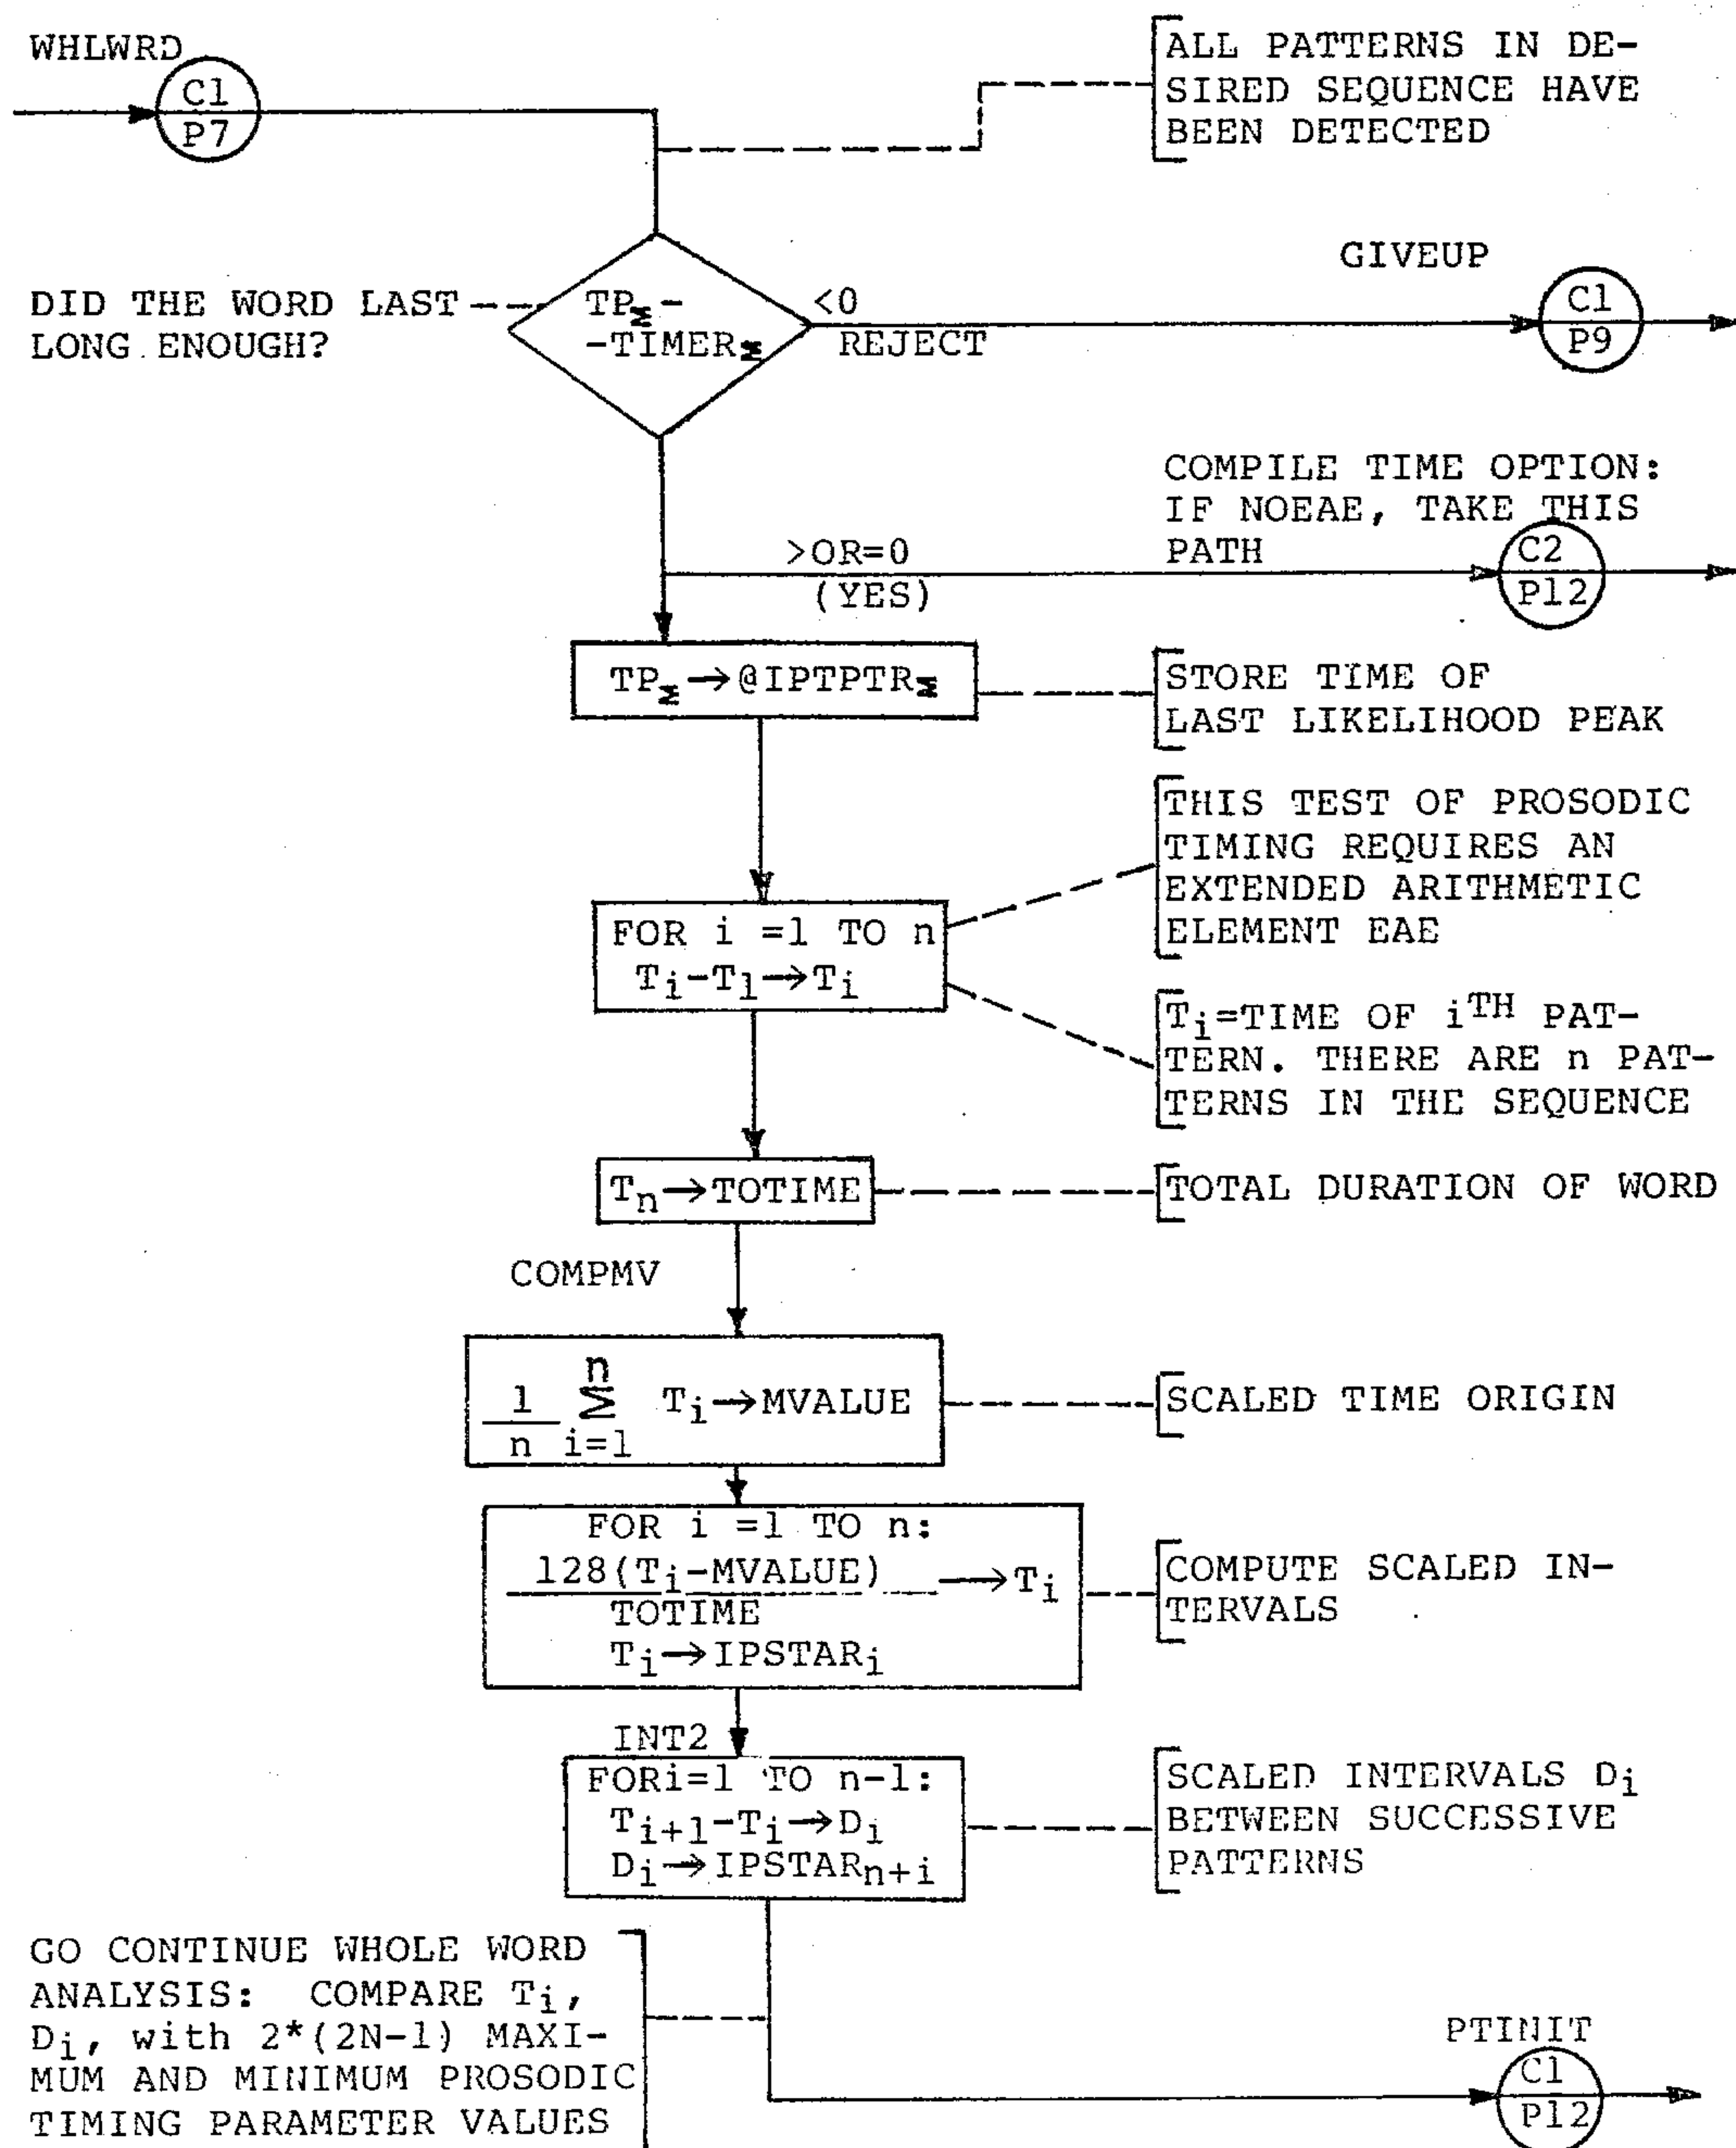 WHLWRD
C1
P7
ALL PATTERNS IN DE-
SIRED SEQUENCE HAVE
BEEN DETECTED
DID THE WORD LAST
LONG ENOUGH?
TPΣ -
-TIMERΣ
<0
REJECT
GIVEUP
C1
P9
COMPILE TIME OPTION:
IF NOEAE, TAKE THIS
PATH
>OR=0
(YES)
C2
P12
TPΣ→@IPTPTRΣ
STORE TIME OF
LAST LIKELIHOOD PEAK
THIS TEST OF PROSODIC
TIMING REQUIRES AN
EXTENDED ARITHMETIC
ELEMENT EAE
FOR i =1 TO n
Ti-T1→Ti
Ti=TIME OF iTH PAT-
TERN. THERE ARE n PAT-
TERNS IN THE SEQUENCE
Tn→TOTIME
TOTAL DURATION OF WORD
COMPMV
n
1 Σ Ti→MVALUE
n i=1
SCALED TIME ORIGIN
FOR i =1 TO n:
128(Ti-MVALUE) →Ti
TOTIME
Ti→IPSTARi
COMPUTE SCALED IN-
TERVALS
INT2
FORi=1 TO n-1:
Ti+1-Ti→Di
Di→IPSTARn+i
SCALED INTERVALS Di
BETWEEN SUCCESSIVE
PATTERNS
GO CONTINUE WHOLE WORD
ANALYSIS: COMPARE Ti,
Di, with 2*(2N-1) MAXI-
MUM AND MINIMUM PROSODIC
TIMING PARAMETER VALUES
PTINIT
C1
P12